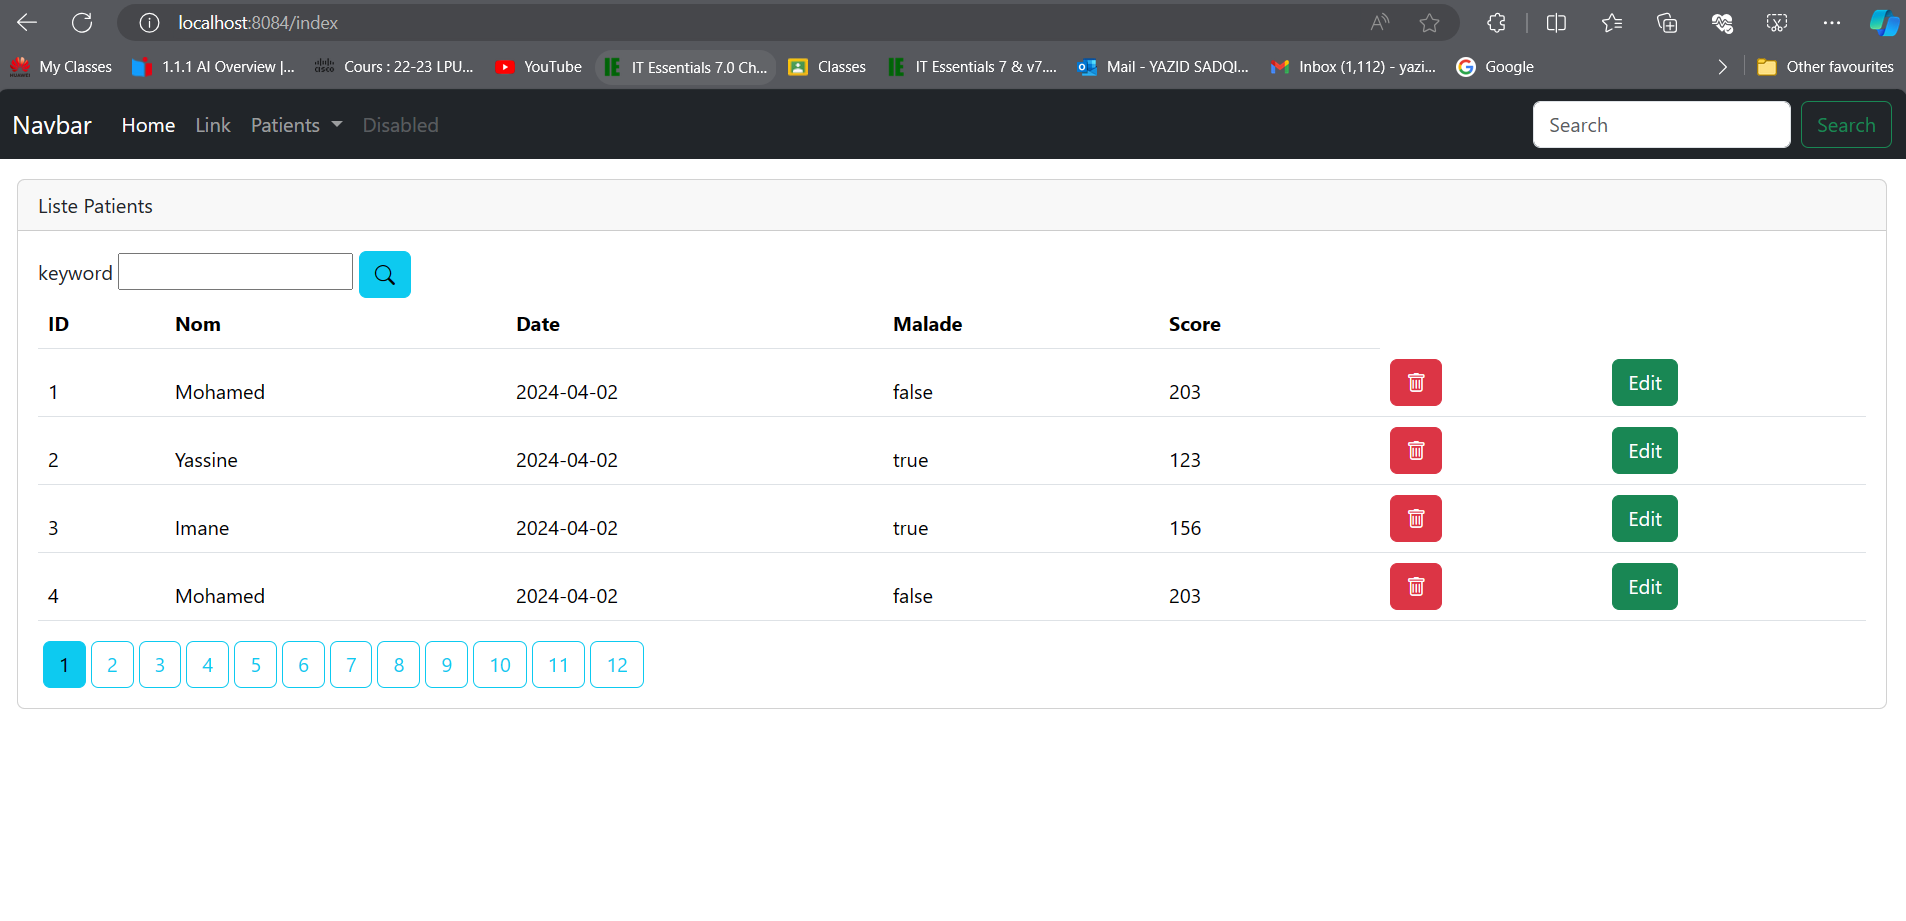 localhost:8084/index
My Classes 1.1.1 AI Overview |... Cours : 22-23 LPU... YouTube IT Essentials 7.0 Ch... Classes IT Essentials 7 & v7.... Mail - YAZID SADQI... Inbox (1,112) - yazi... Google Other favourites
Navbar Home Link Patients Disabled Search Search
Liste Patients
keyword
ID Nom Date Malade Score
1 Mohamed 2024-04-02 false 203 Edit
2 Yassine 2024-04-02 true 123 Edit
3 Imane 2024-04-02 true 156 Edit
4 Mohamed 2024-04-02 false 203 Edit
1 2 3 4 5 6 7 8 9 10 11 12